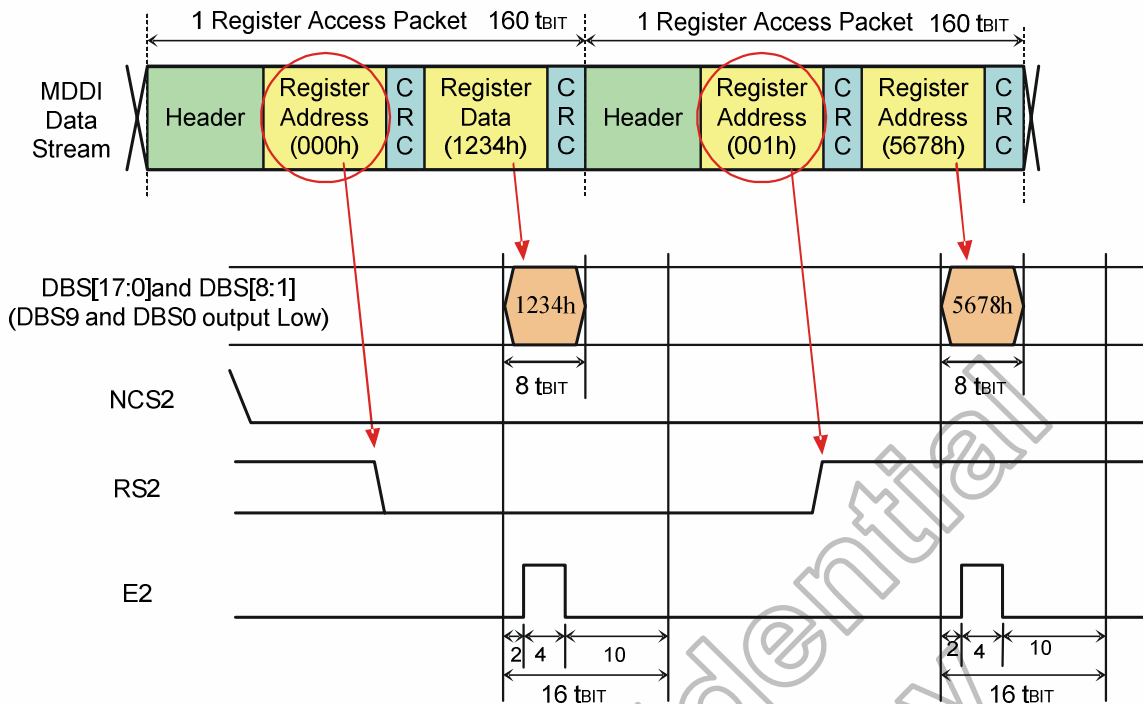 1 Register Access Packet 160 tBIT 1 Register Access Packet 160 tBIT
MDDI
Data
Stream
Header
Register
Address
(000h)
C
R
C
Register
Data
(1234h)
C
R
C
Header
Register
Address
(001h)
C
R
C
Register
Address
(5678h)
C
R
C
DBS[17:0]and DBS[8:1]
(DBS9 and DBS0 output Low)
1234h
5678h
8 tBIT
8 tBIT
NCS2
RS2
E2
2 4 10
2 4 10
16 tBIT
16 tBIT